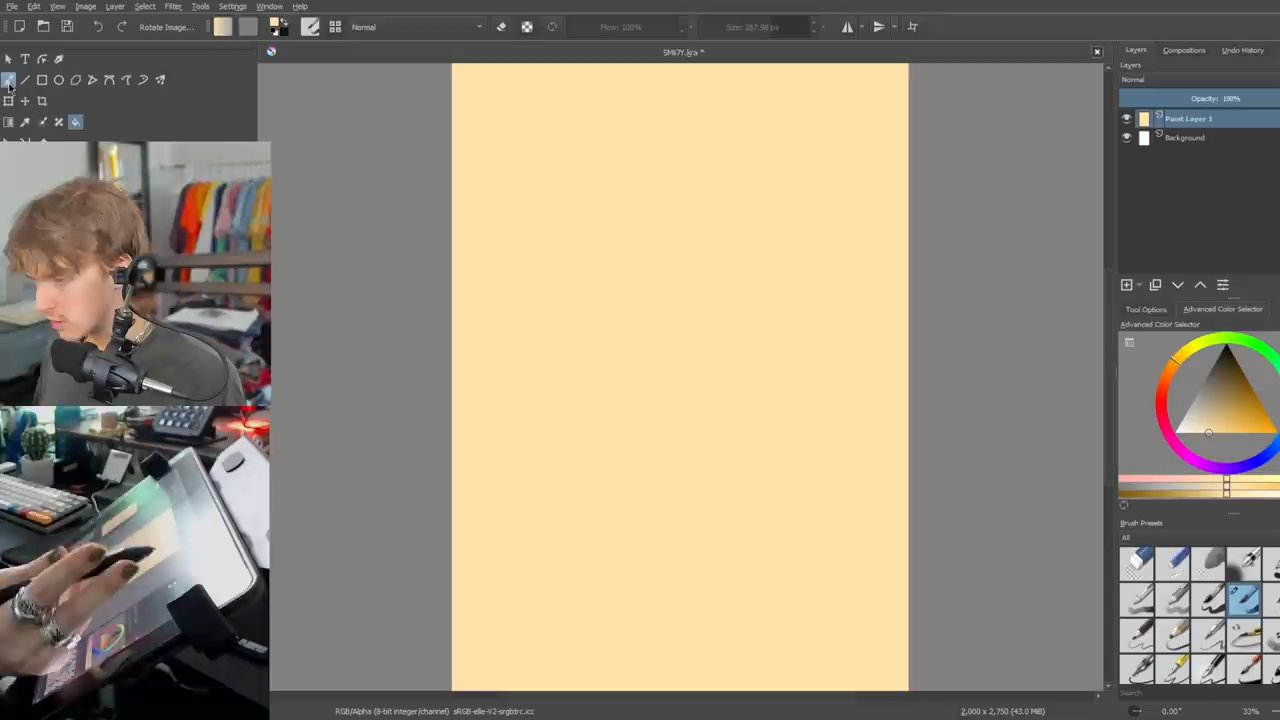 File Edit View Image Layer Select Filter Tools Settings Window Help
Rotate Image... Normal Flow: 100% Size: 287.98 px
SMii7Y.kra *
Layers Compositions Undo History
Layers
Normal
Opacity: 100%
Paint Layer 1
Background
Tool Options Advanced Color Selector
Advanced Color Selector
Brush Presets
All
Search
RGB/Alpha (8-bit integer/channel) sRGB-elle-V2-srgbtrc.icc 2,000 x 2,750 (43.0 MiB) 0.00° 33%